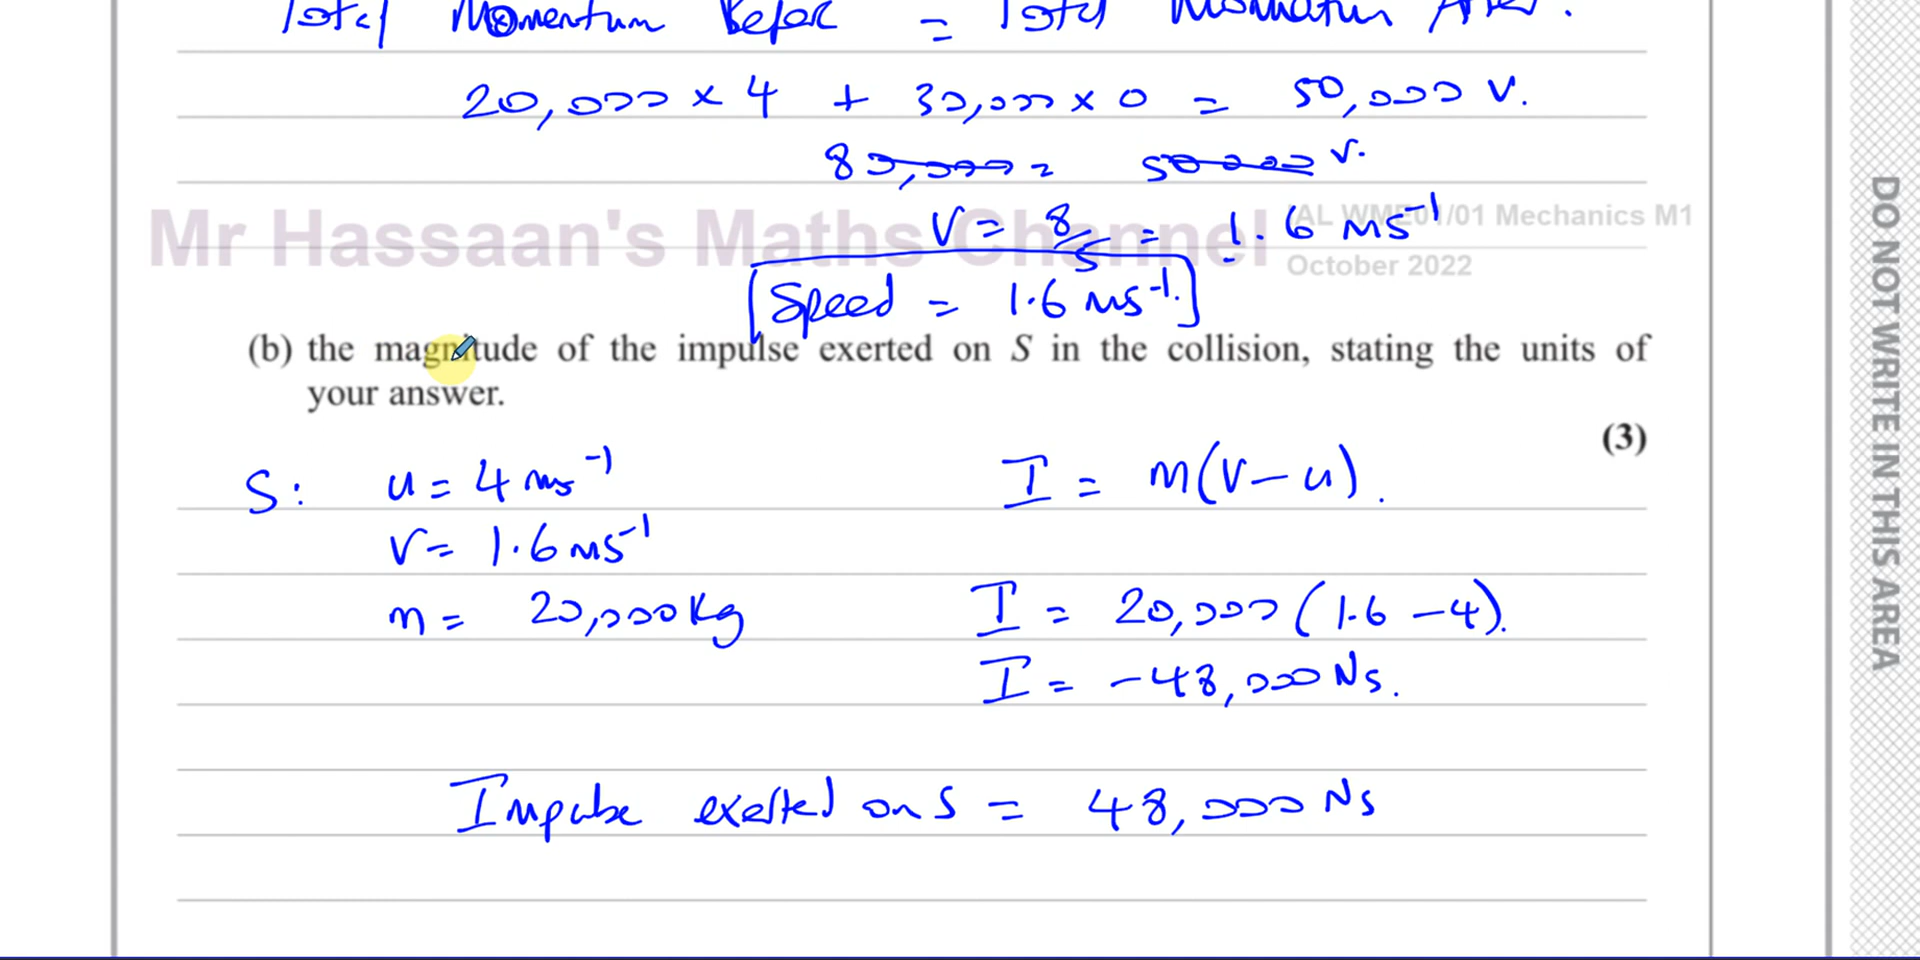 Total Momentum Before = Total Momentum After.
20,000 × 4 + 30,000 × 0 = 50,000 v.
80,000 = 50000 v.
v = 8/5 = 1.6 ms⁻¹
Mr Hassaan's Maths Channel
IAL WME01/01 Mechanics M1
October 2022
Speed = 1.6 ms⁻¹.
(b) the magnitude of the impulse exerted on S in the collision, stating the units of
your answer.
(3)
S: u = 4 ms⁻¹
I = m(v – u).
v = 1.6 ms⁻¹
m = 20,000 kg
I = 20,000 (1.6 – 4).
I = –48,000 Ns.
Impulse exerted on S = 48,000 Ns
DO NOT WRITE IN THIS AREA